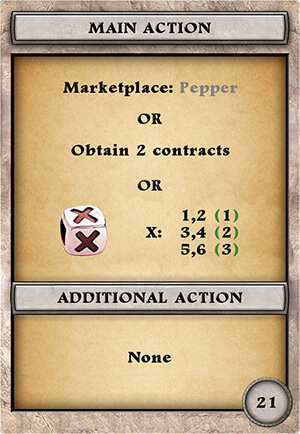 MAIN ACTION
Marketplace: Pepper
OR
Obtain 2 contracts
OR
X X
1,2 (1)
X: 3,4 (2)
5,6 (3)
ADDITIONAL ACTION
None
21